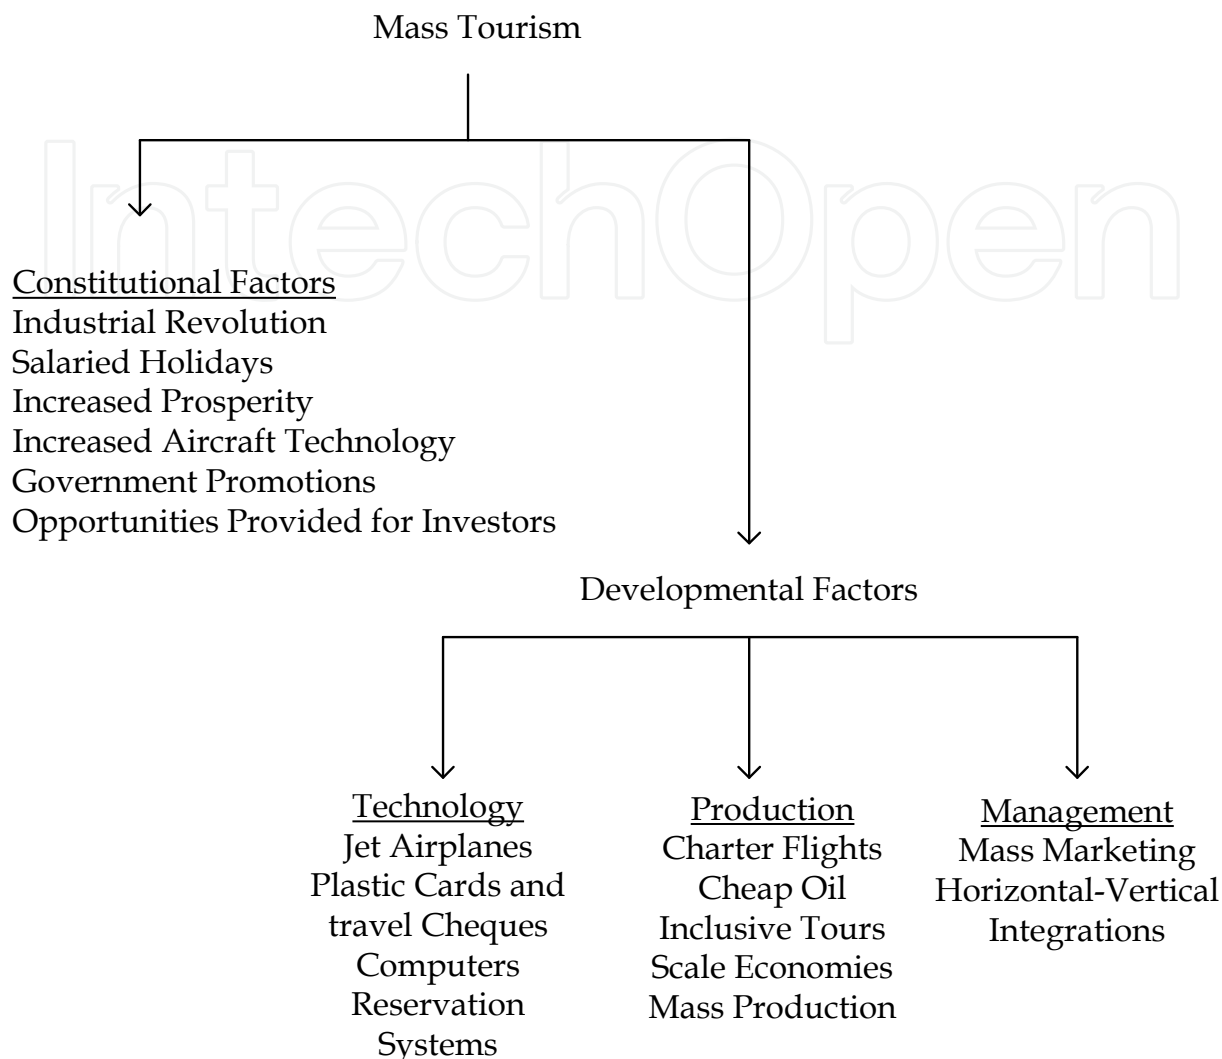 Mass Tourism
IntechOpen
Constitutional Factors
Industrial Revolution
Salaried Holidays
Increased Prosperity
Increased Aircraft Technology
Government Promotions
Opportunities Provided for Investors
Developmental Factors
Technology
Jet Airplanes
Plastic Cards and
travel Cheques
Computers
Reservation
Systems
Production
Charter Flights
Cheap Oil
Inclusive Tours
Scale Economies
Mass Production
Management
Mass Marketing
Horizontal-Vertical
Integrations